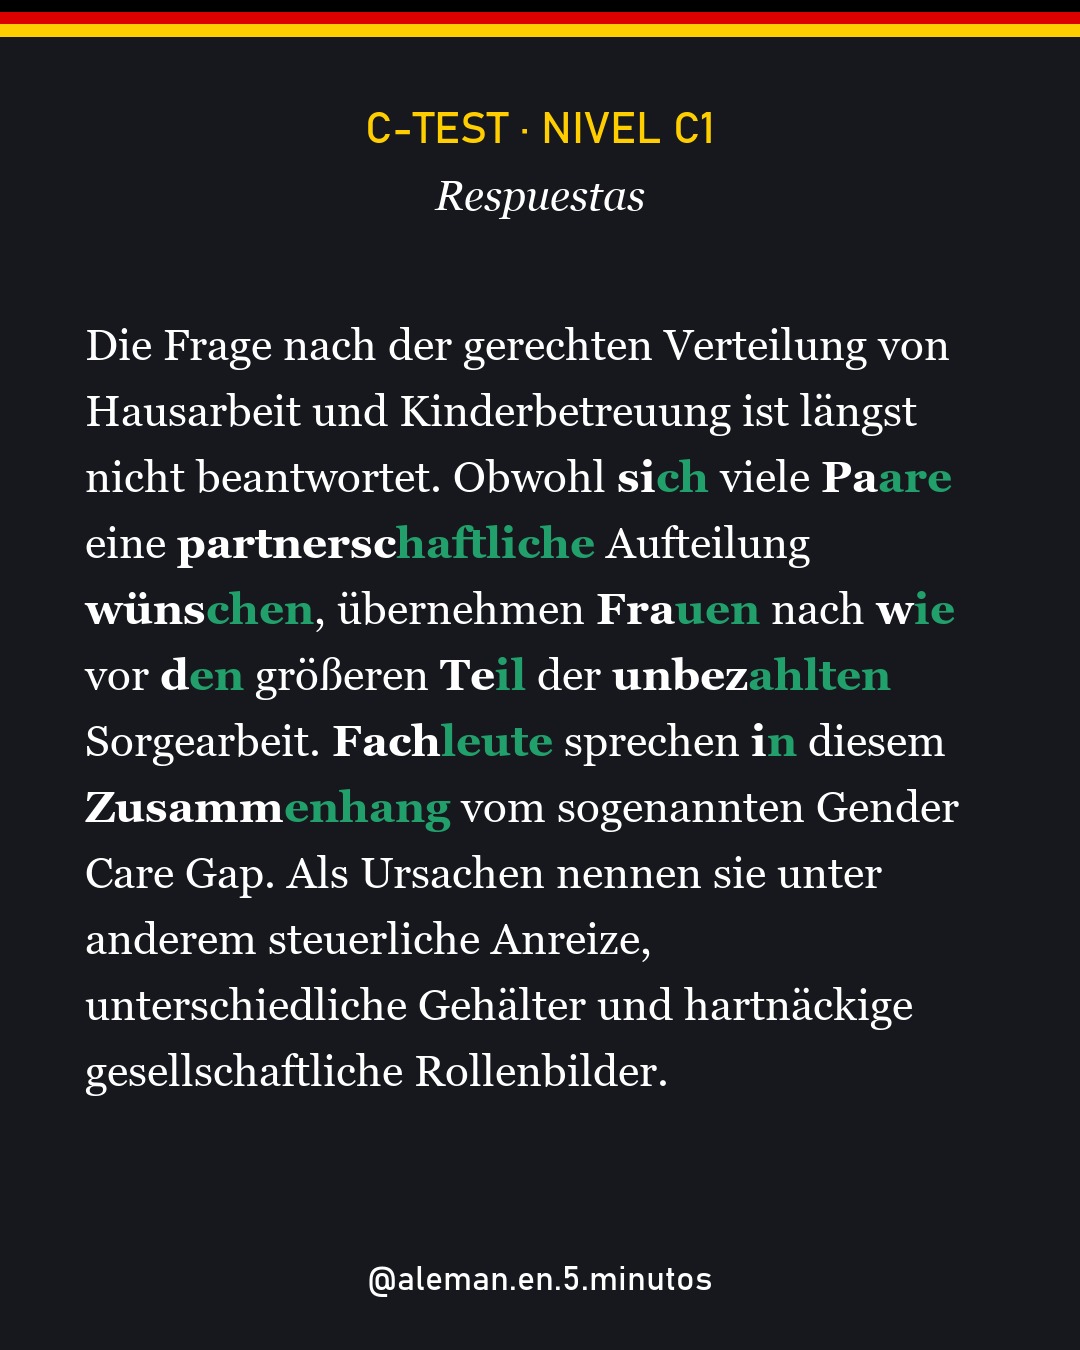 C-TEST · NIVEL C1
Respuestas
Die Frage nach der gerechten Verteilung von
Hausarbeit und Kinderbetreuung ist längst
nicht beantwortet. Obwohl sich viele Paare
eine partnerschaftliche Aufteilung
wünschen, übernehmen Frauen nach wie
vor den größeren Teil der unbezahlten
Sorgearbeit. Fachleute sprechen in diesem
Zusammenhang vom sogenannten Gender
Care Gap. Als Ursachen nennen sie unter
anderem steuerliche Anreize,
unterschiedliche Gehälter und hartnäckige
gesellschaftliche Rollenbilder.
@aleman.en.5.minutos